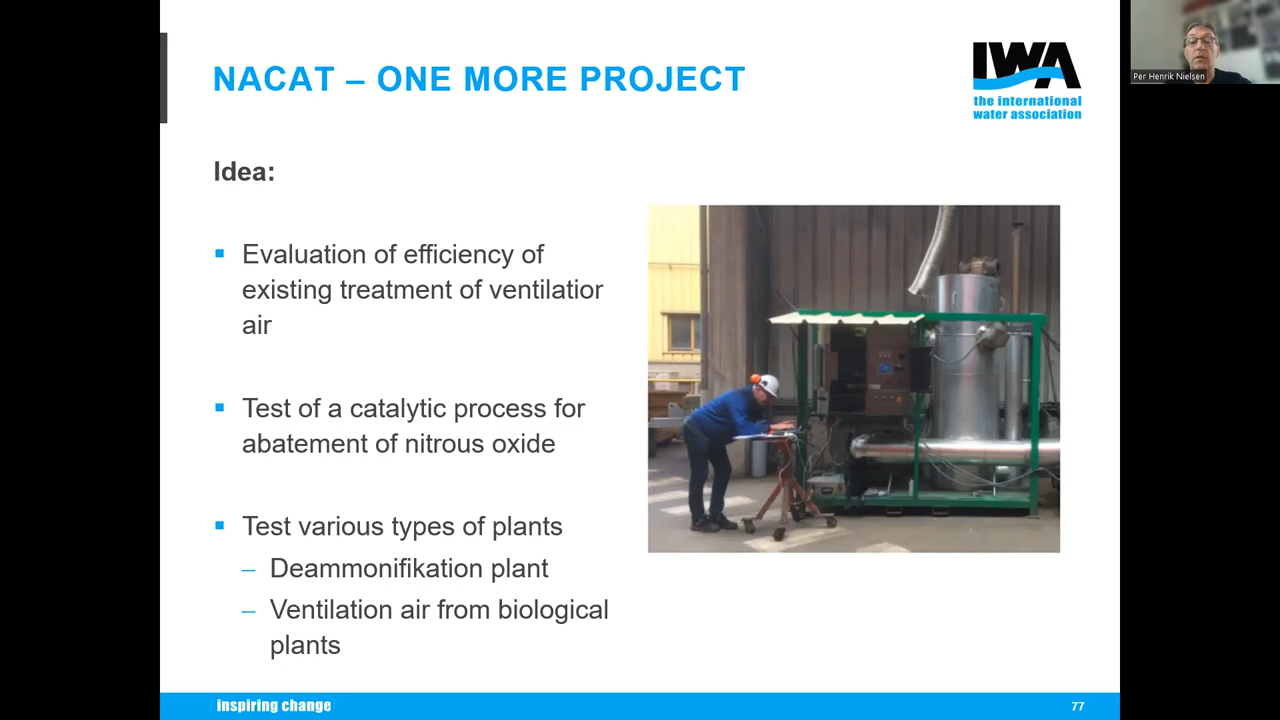 NACAT – ONE MORE PROJECT
IWA
the international
water association
Per Henrik Nielsen
Idea:
Evaluation of efficiency of
existing treatment of ventilatior
air
Test of a catalytic process for
abatement of nitrous oxide
Test various types of plants
– Deammonifikation plant
– Ventilation air from biological
plants
inspiring change
77